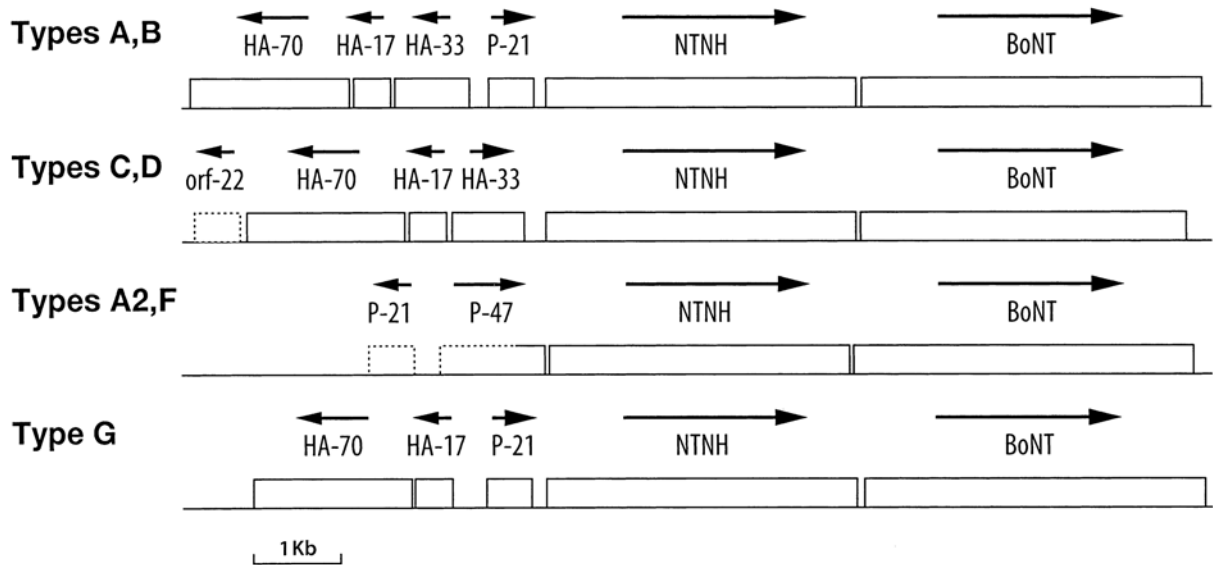 Types A,B
HA-70 HA-17 HA-33 P-21 NTNH BoNT
Types C,D
orf-22 HA-70 HA-17 HA-33 NTNH BoNT
Types A2,F
P-21 P-47 NTNH BoNT
Type G
HA-70 HA-17 P-21 NTNH BoNT
1Kb